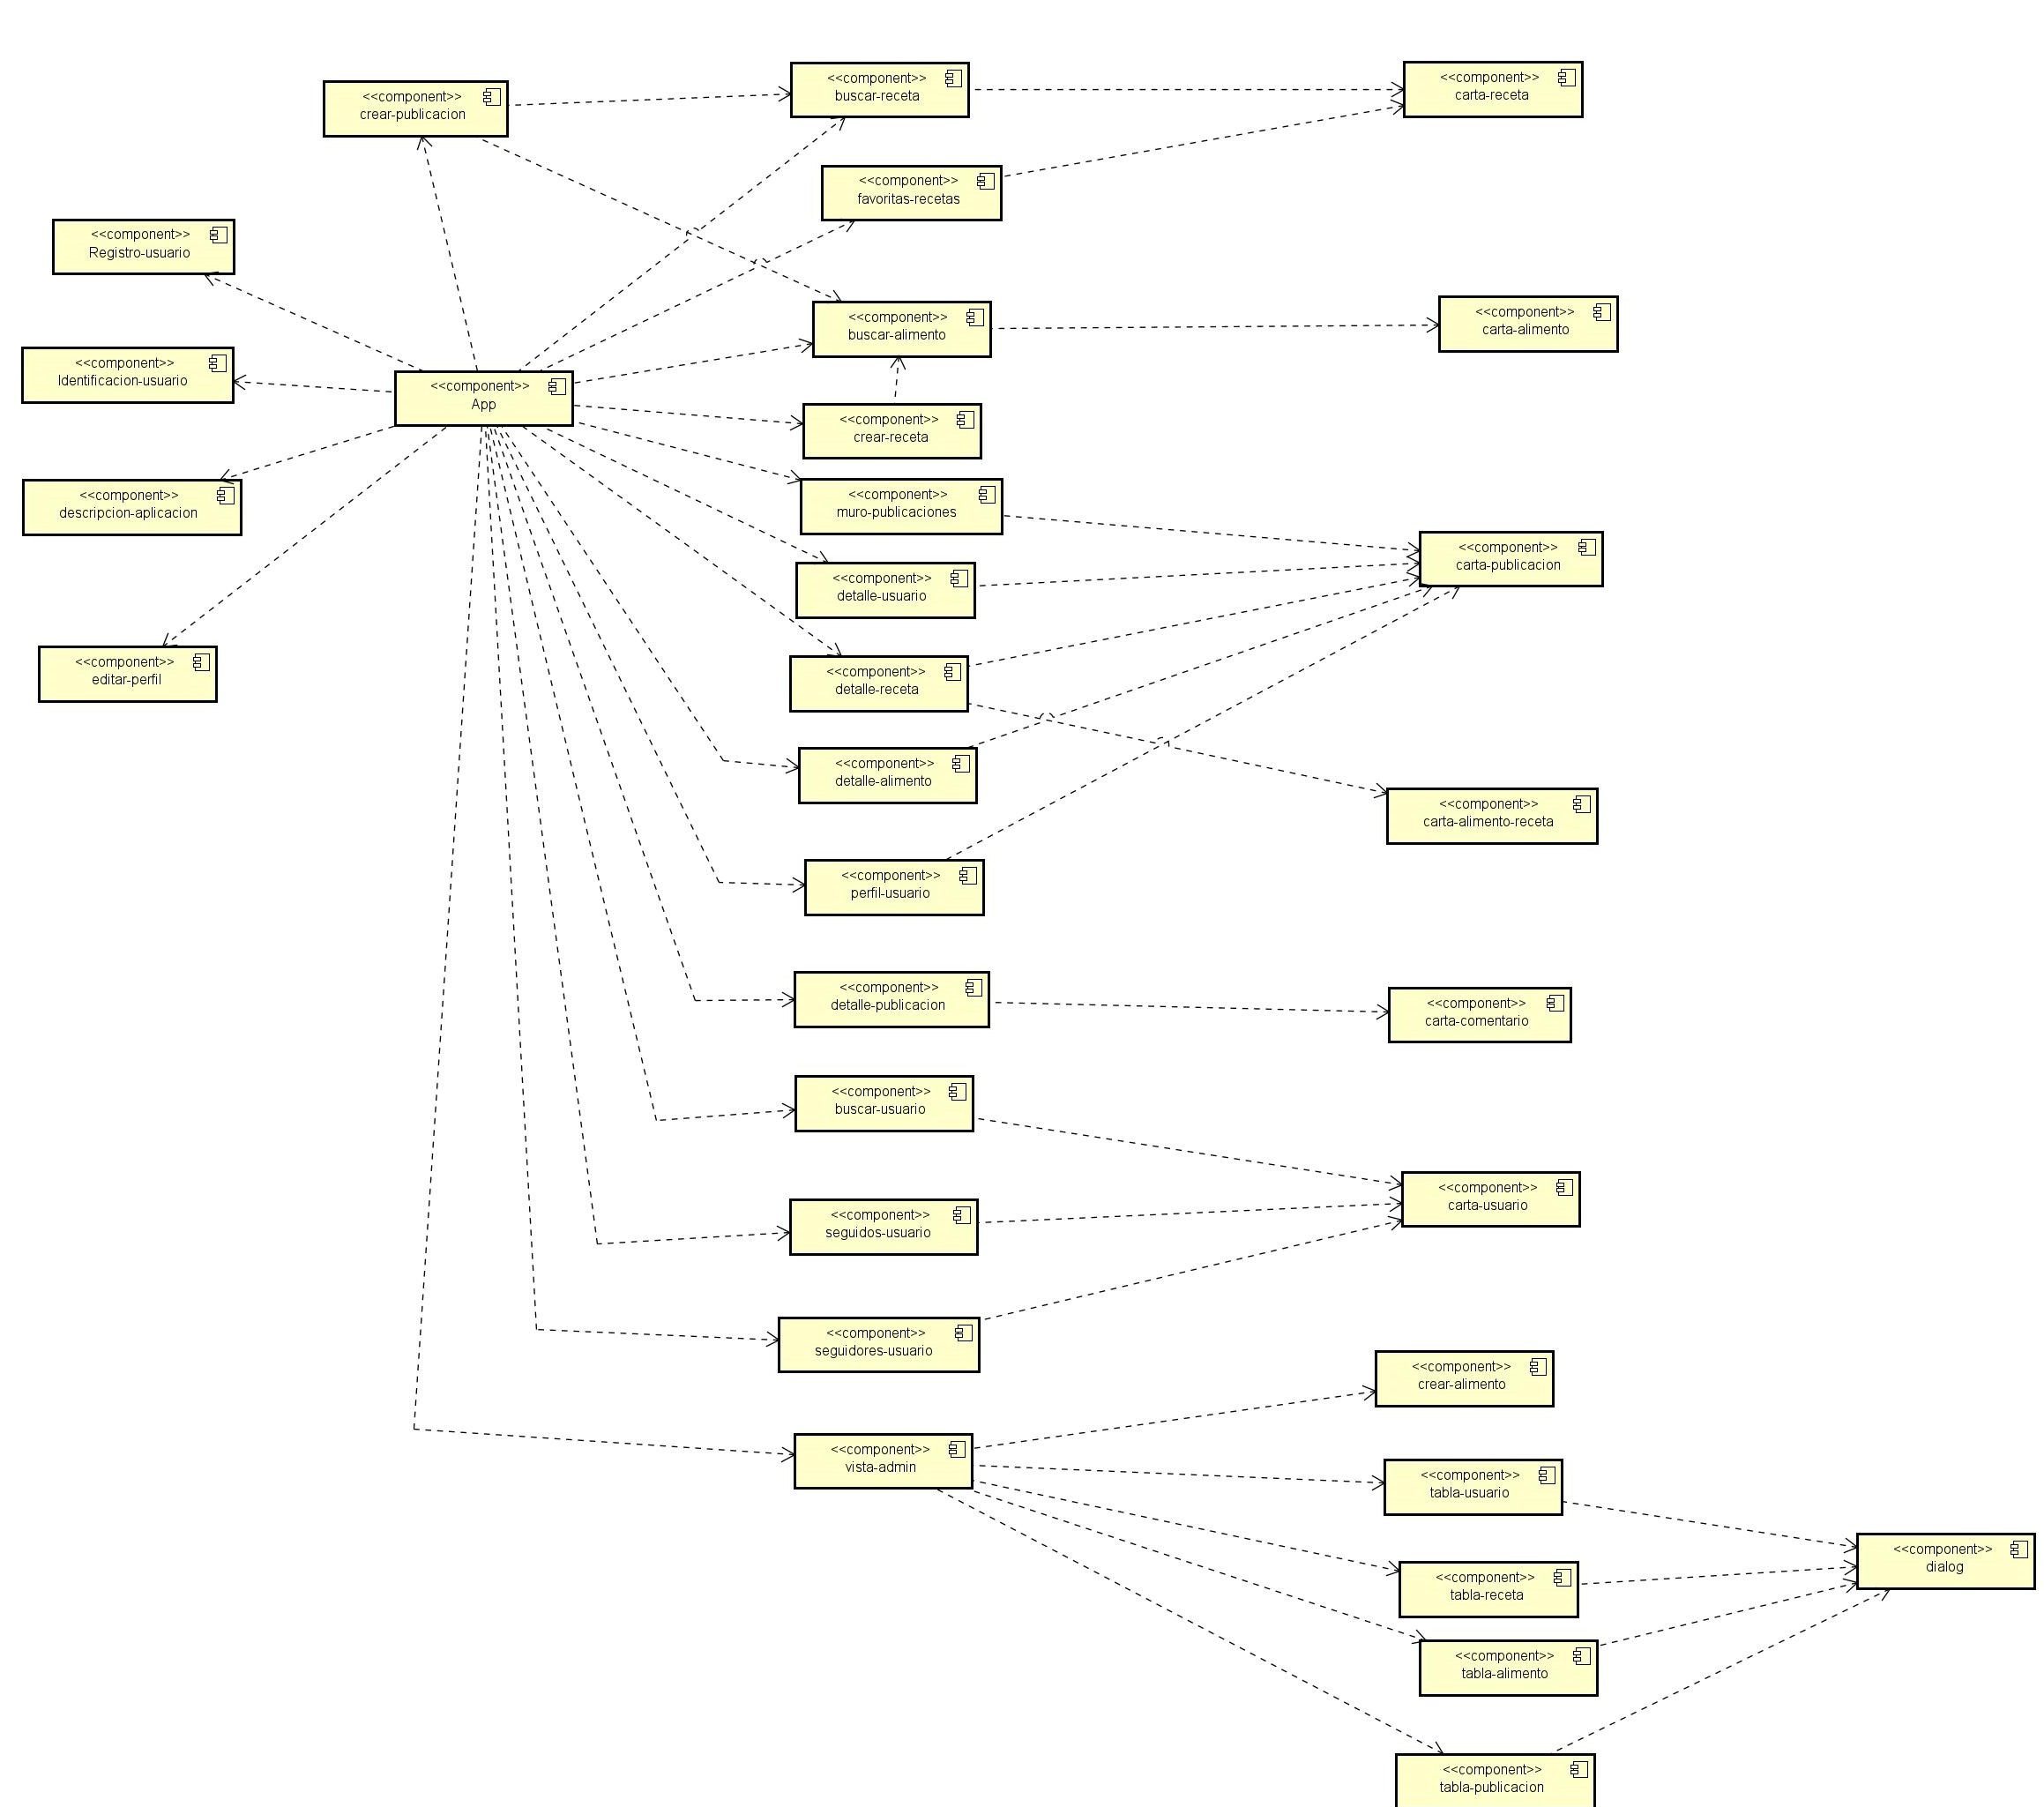 <<component>>
buscar-receta
<<component>>
carta-receta
<<component>>
crear-publicacion
<<component>>
favoritas-recetas
<<component>>
Registro-usuario
<<component>>
buscar-alimento
<<component>>
carta-alimento
<<component>>
Identificacion-usuario
<<component>>
App
<<component>>
crear-receta
<<component>>
descripcion-aplicacion
<<component>>
muro-publicaciones
<<component>>
carta-publicacion
<<component>>
detalle-usuario
<<component>>
editar-perfil
<<component>>
detalle-receta
<<component>>
detalle-alimento
<<component>>
carta-alimento-receta
<<component>>
perfil-usuario
<<component>>
detalle-publicacion
<<component>>
carta-comentario
<<component>>
buscar-usuario
<<component>>
carta-usuario
<<component>>
seguidos-usuario
<<component>>
seguidores-usuario
<<component>>
crear-alimento
<<component>>
vista-admin
<<component>>
tabla-usuario
<<component>>
dialog
<<component>>
tabla-receta
<<component>>
tabla-alimento
<<component>>
tabla-publicacion